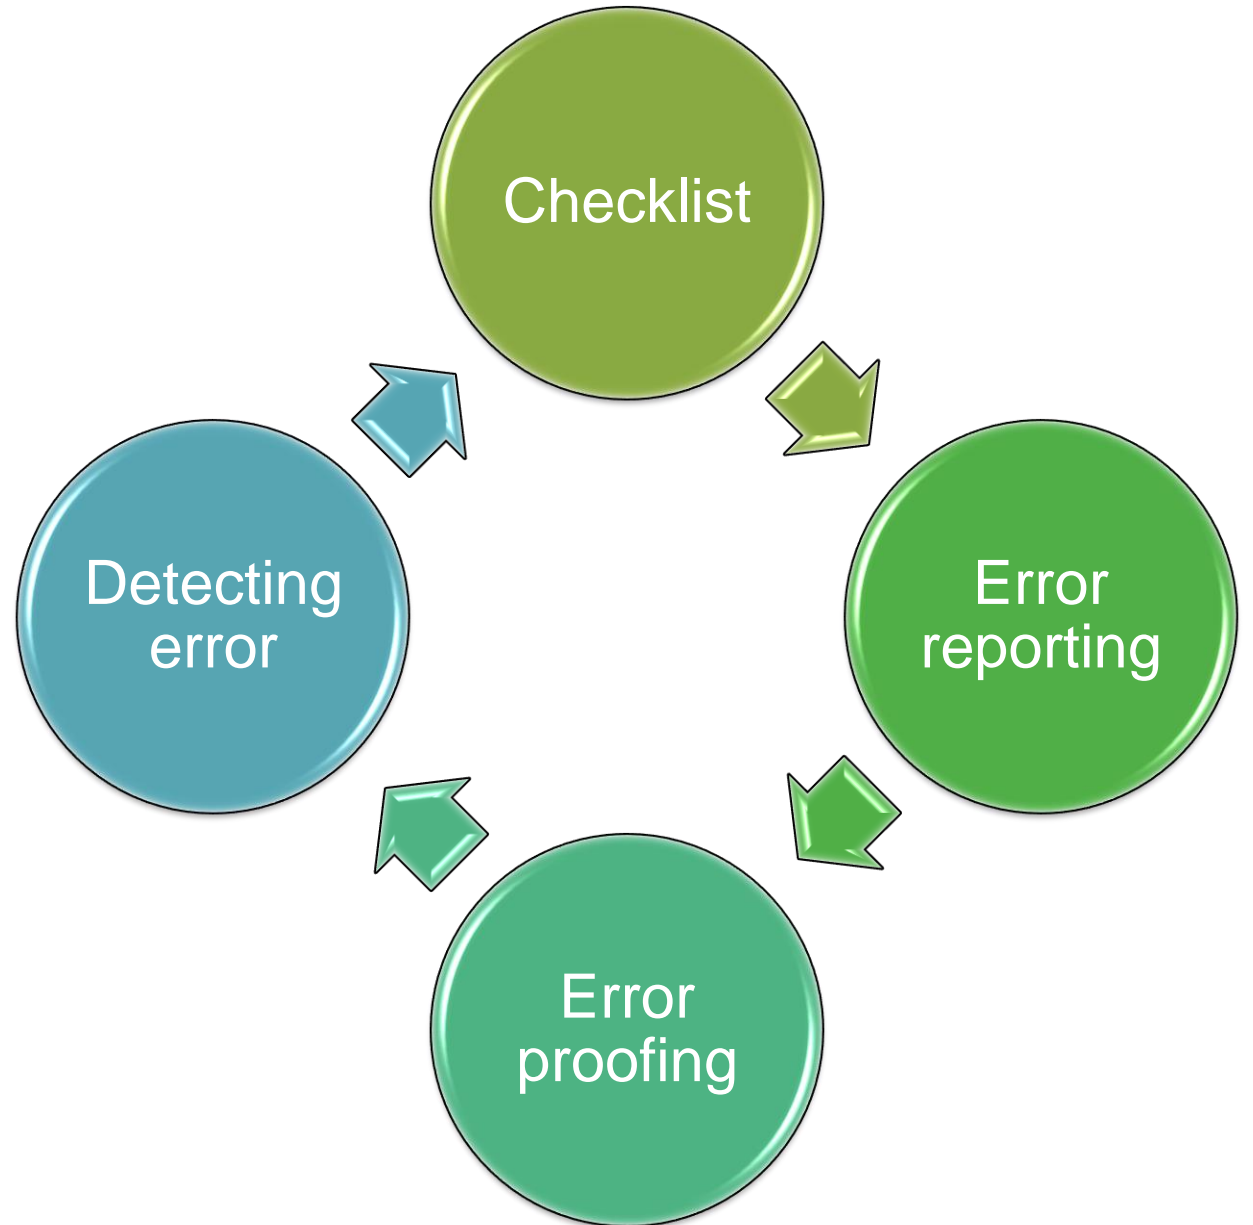 Checklist
Error
reporting
Error
proofing
Detecting
error